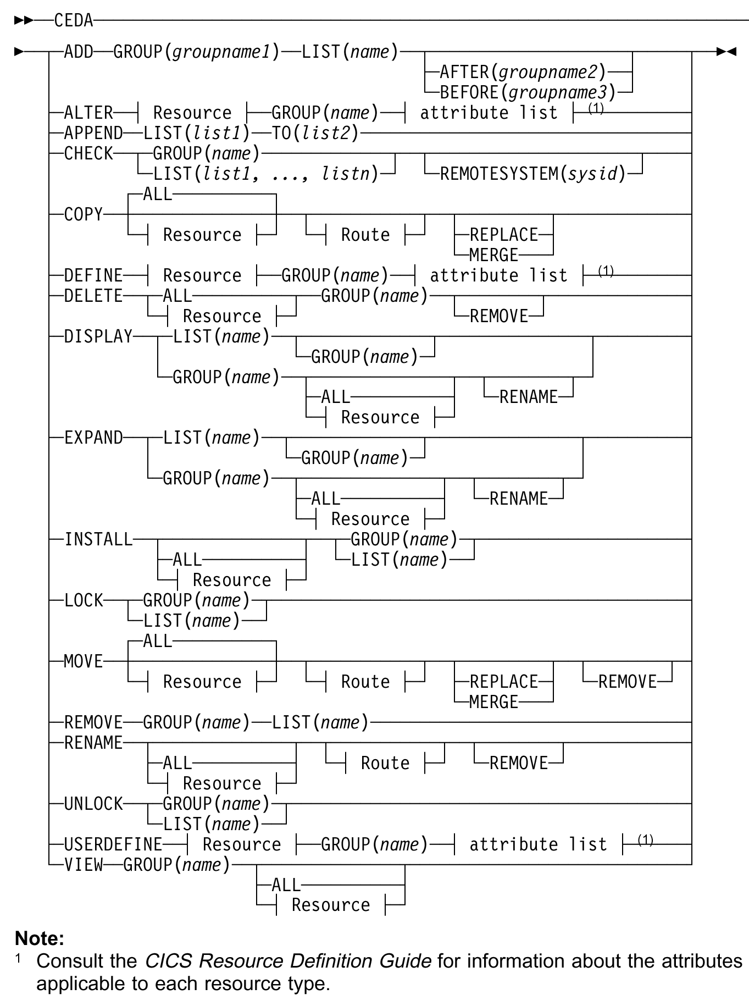 CEDA
ADD GROUP(groupname1) LIST(name)
AFTER(groupname2)
BEFORE(groupname3)
ALTER Resource GROUP(name) attribute list (1)
APPEND LIST(list1) TO(list2)
CHECK GROUP(name)
LIST(list1, ..., listn) REMOTESYSTEM(sysid)
ALL
COPY
Resource Route REPLACE
MERGE
DEFINE Resource GROUP(name) attribute list (1)
DELETE ALL GROUP(name)
Resource REMOVE
DISPLAY LIST(name)
GROUP(name)
GROUP(name)
ALL RENAME
Resource
EXPAND LIST(name)
GROUP(name)
GROUP(name)
ALL RENAME
Resource
INSTALL GROUP(name)
ALL LIST(name)
Resource
LOCK GROUP(name)
LIST(name)
ALL
MOVE
Resource Route REPLACE REMOVE
MERGE
REMOVE GROUP(name) LIST(name)
RENAME
ALL Route REMOVE
Resource
UNLOCK GROUP(name)
LIST(name)
USERDEFINE Resource GROUP(name) attribute list (1)
VIEW GROUP(name)
ALL
Resource
Note:
1 Consult the CICS Resource Definition Guide for information about the attributes
applicable to each resource type.